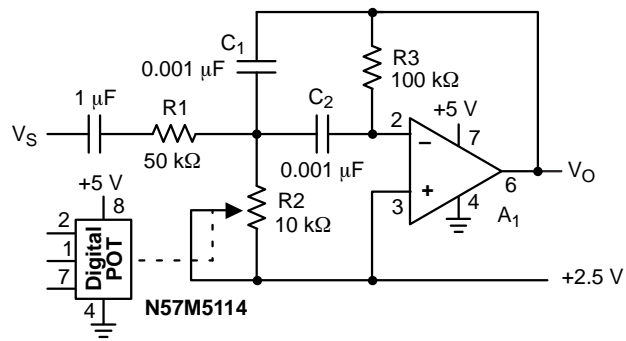 C1
0.001 µF
R3
100 kΩ
1 µF
R1
C2
+5 V
VS
50 kΩ
0.001 µF
2
7
–
+
3
4
6
VO
A1
R2
10 kΩ
+5 V
8
2
1
7
4
Digital
POT
N57M5114
+2.5 V